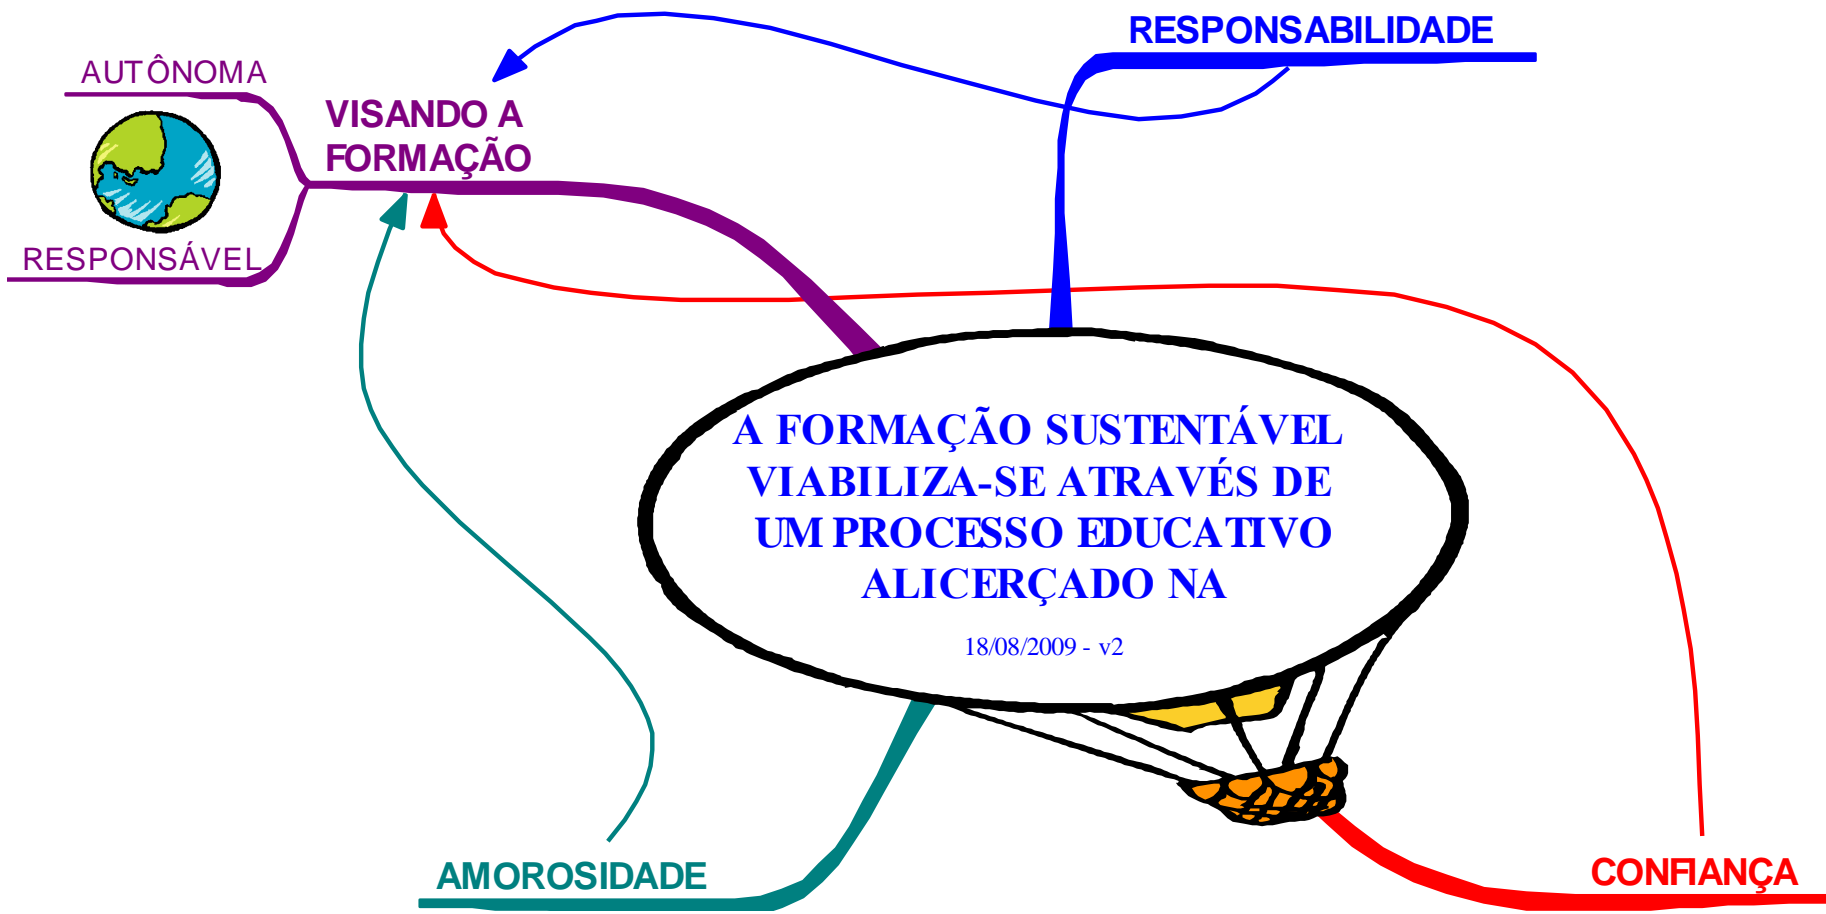 RESPONSABILIDADE
AUTÔNOMA
VISANDO A
FORMAÇÃO
RESPONSÁVEL
A FORMAÇÃO SUSTENTÁVEL
VIABILIZA-SE ATRAVÉS DE
UM PROCESSO EDUCATIVO
ALICERÇADO NA
18/08/2009 - v2
AMOROSIDADE
CONFIANÇA